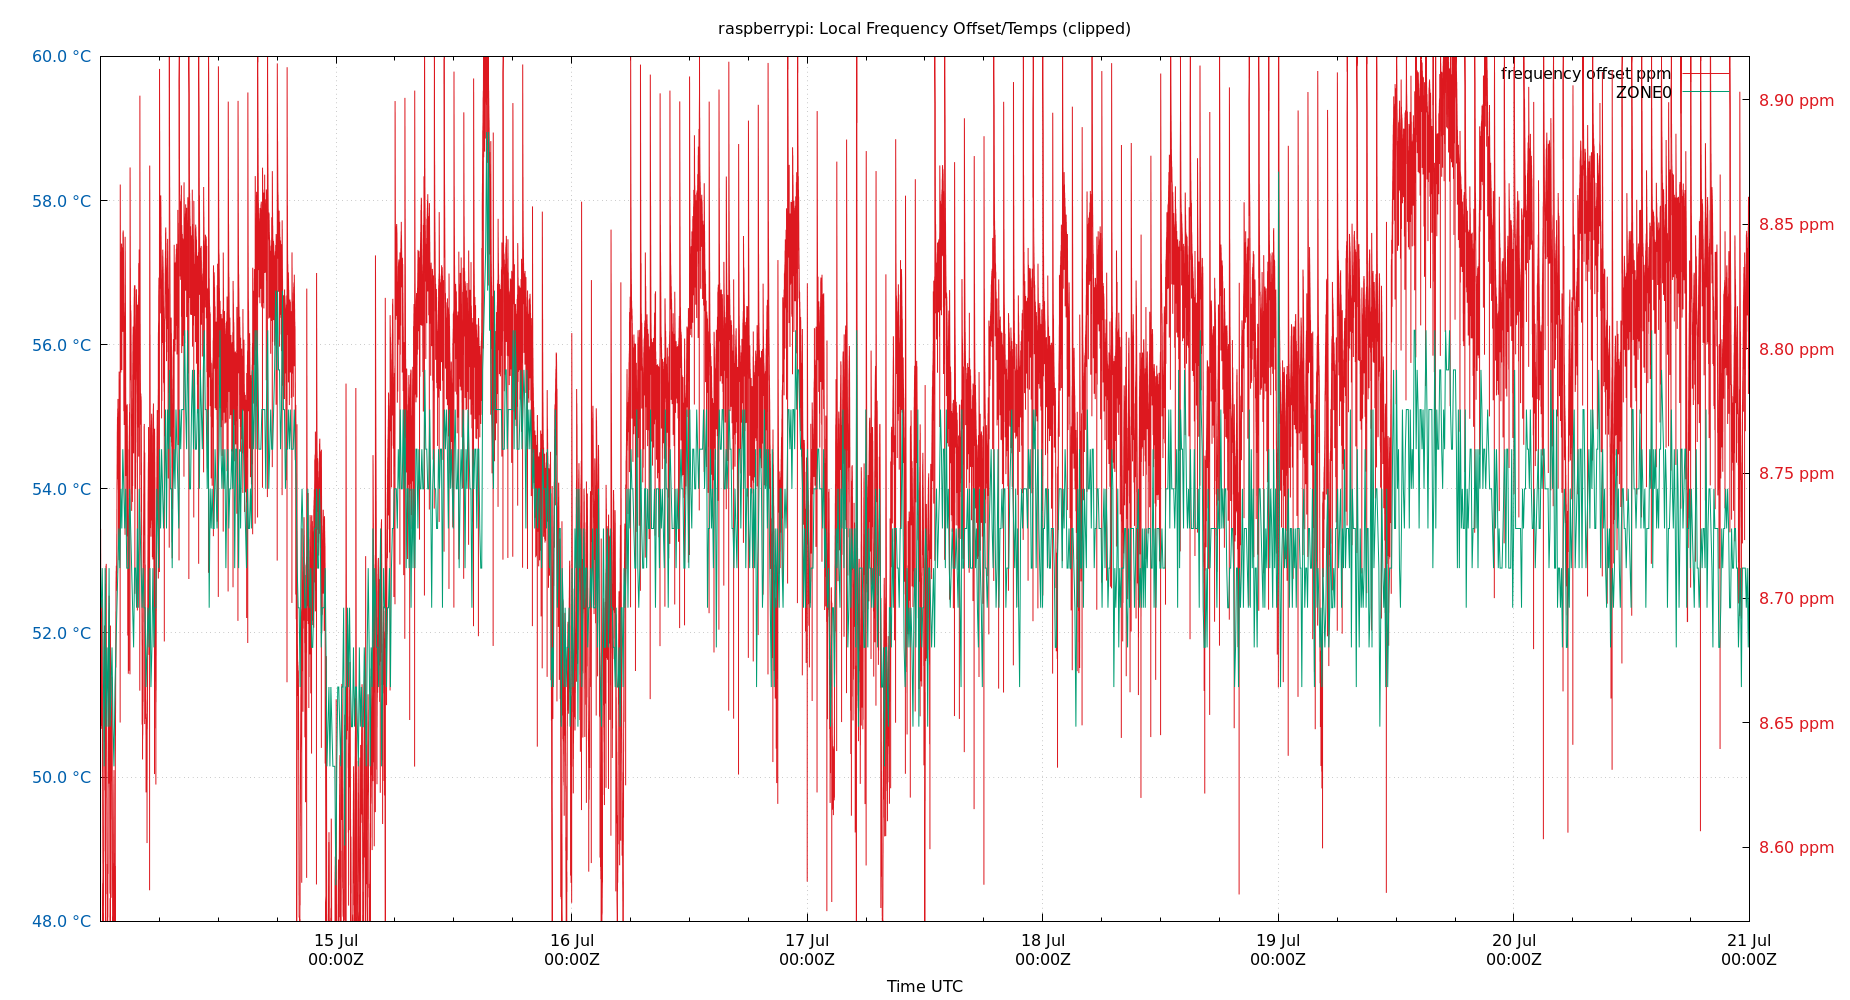 raspberrypi: Local Frequency Offset/Temps (clipped)
60.0 °C
58.0 °C
56.0 °C
54.0 °C
52.0 °C
50.0 °C
48.0 °C
frequency offset ppm
ZONE0
8.90 ppm
8.85 ppm
8.80 ppm
8.75 ppm
8.70 ppm
8.65 ppm
8.60 ppm
15 Jul 16 Jul 17 Jul 18 Jul 19 Jul 20 Jul 21 Jul
00:00Z 00:00Z 00:00Z 00:00Z 00:00Z 00:00Z 00:00Z
Time UTC